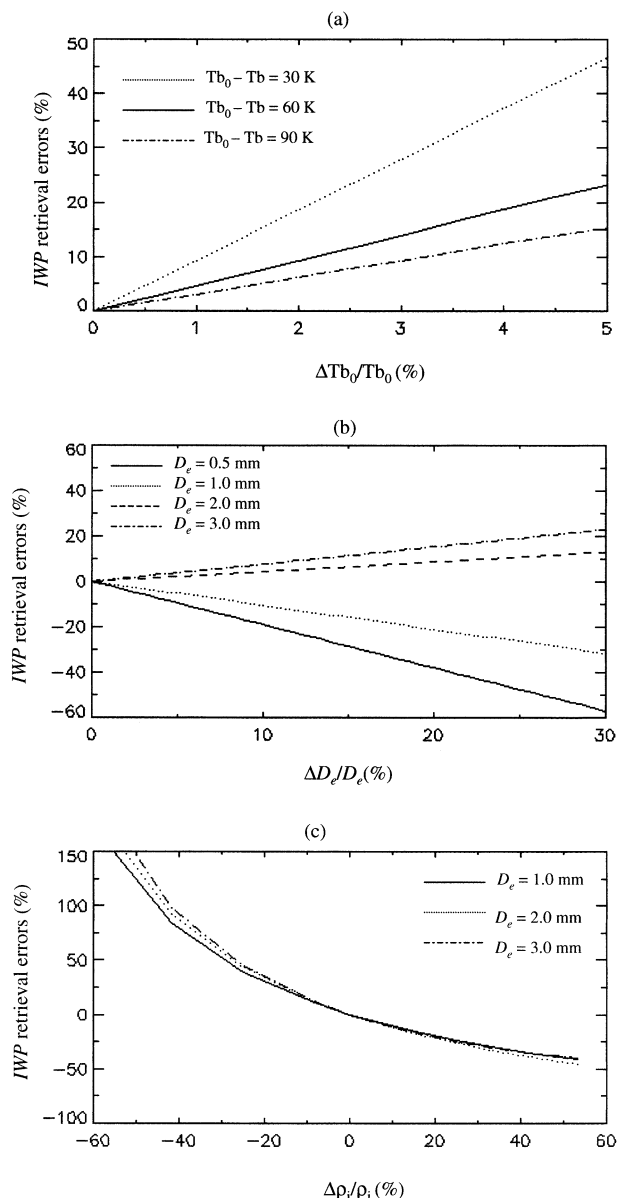 (a)
IWP retrieval errors (%)
50
40
30
20
10
0
Tb₀ – Tb = 30 K
Tb₀ – Tb = 60 K
Tb₀ – Tb = 90 K
0 1 2 3 4 5
ΔTb₀/Tb₀ (%)
(b)
IWP retrieval errors (%)
60
40
20
0
−20
−40
−60
Dₑ = 0.5 mm
Dₑ = 1.0 mm
Dₑ = 2.0 mm
Dₑ = 3.0 mm
0 10 20 30
ΔDₑ/Dₑ(%)
(c)
IWP retrieval errors (%)
150
100
50
0
−50
−100
Dₑ = 1.0 mm
Dₑ = 2.0 mm
Dₑ = 3.0 mm
−60 −40 −20 0 20 40 60
Δρᵢ/ρᵢ (%)